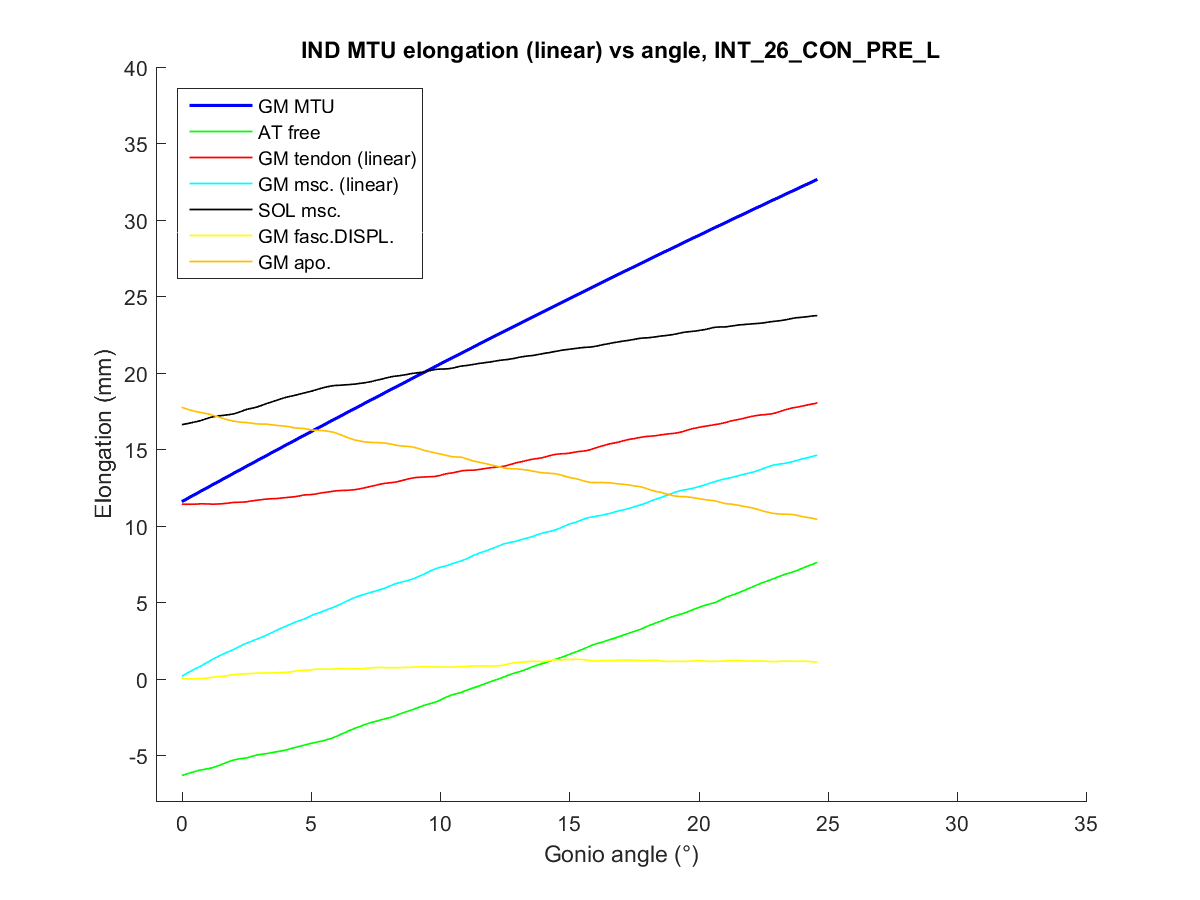 IND MTU elongation (linear) vs angle, INT_26_CON_PRE_L
40
35
30
25
20
15
10
5
0
-5
Elongation (mm)
GM MTU
AT free
GM tendon (linear)
GM msc. (linear)
SOL msc.
GM fasc.DISPL.
GM apo.
0 5 10 15 20 25 30 35
Gonio angle (°)